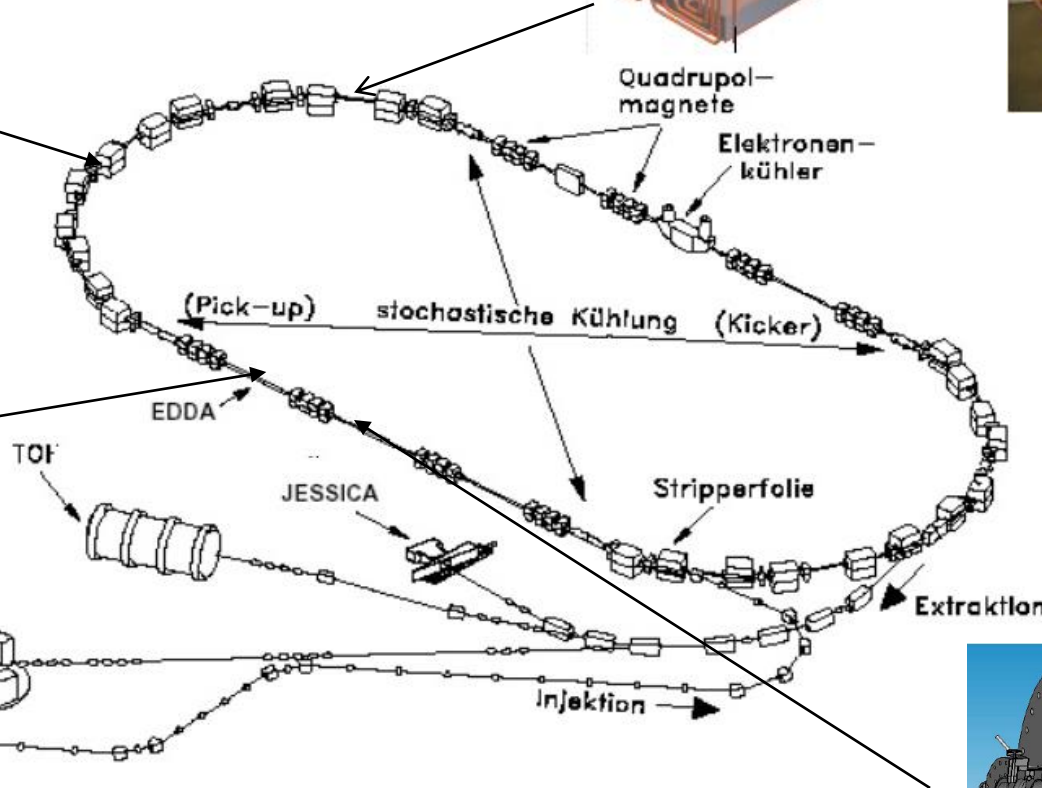 Quadrupol-
magnete
Elektronen-
kühler
(Pick-up) stochastische Kühlung (Kicker)
EDDA
TOF
JESSICA
Stripperfolie
Extraktion
Injektion